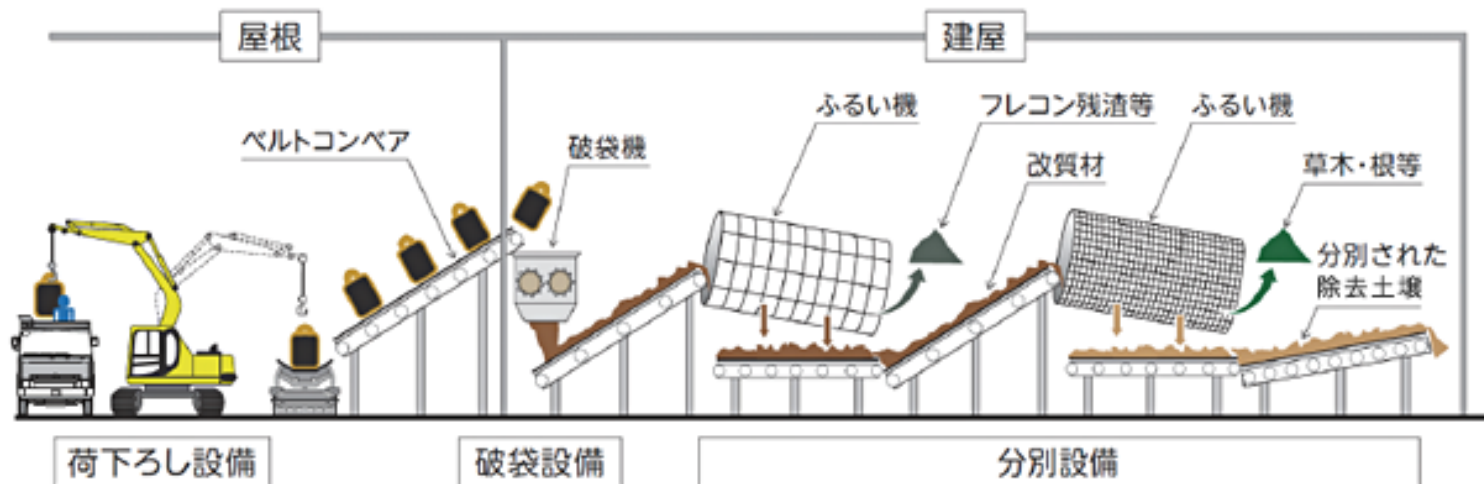 屋根
建屋
ふるい機
フレコン残渣等
ふるい機
ベルトコンベア
破袋機
改質材
草木・根等
分別された
除去土壌
荷下ろし設備
破袋設備
分別設備